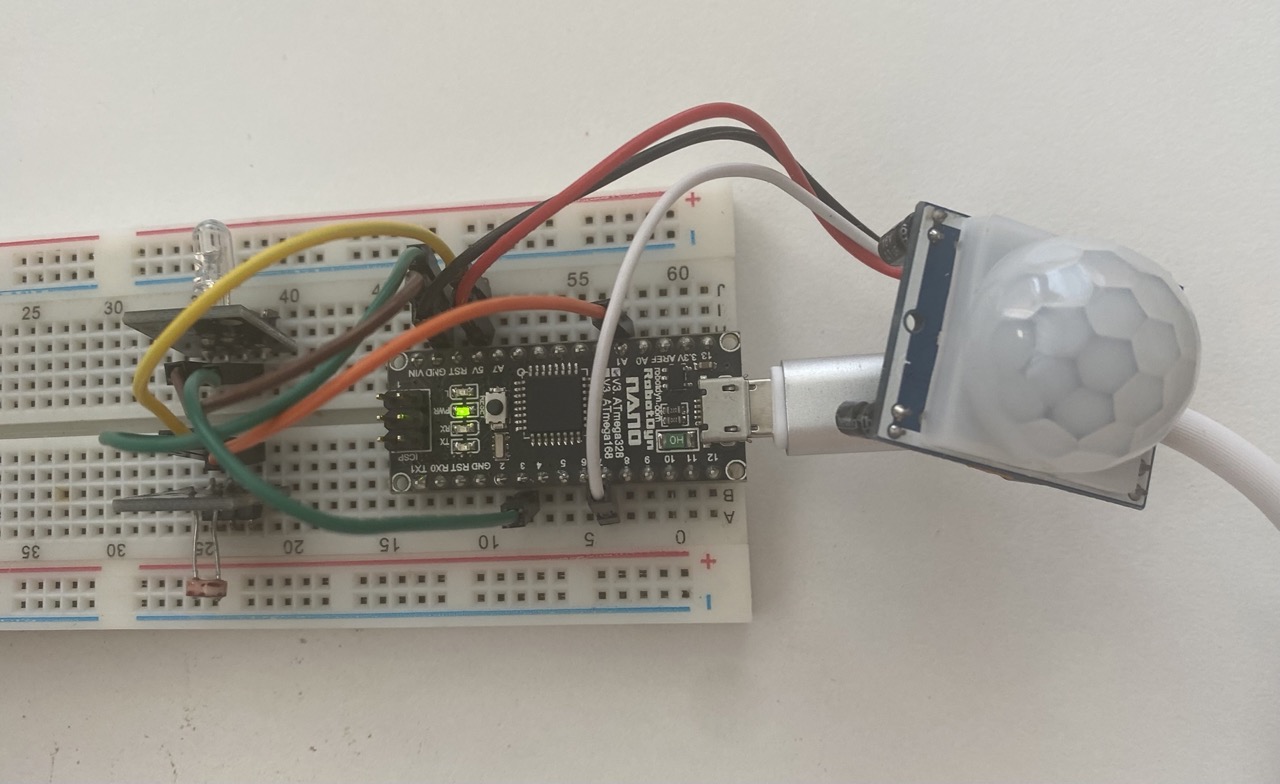 +
55 60
25 30 40
J
I
13 3.3V AREF A0 A1
A7 5V RST GND VIN
1
PWR
RX
TX
ICSP
NANO
RobotDyn
V3 ATmega328
V3 ATmega168
TX1 RX0 RST GND 2 3 4 5 6 8 9 10 11 12
B
A
35 30 25 20 15 10 5 0
+